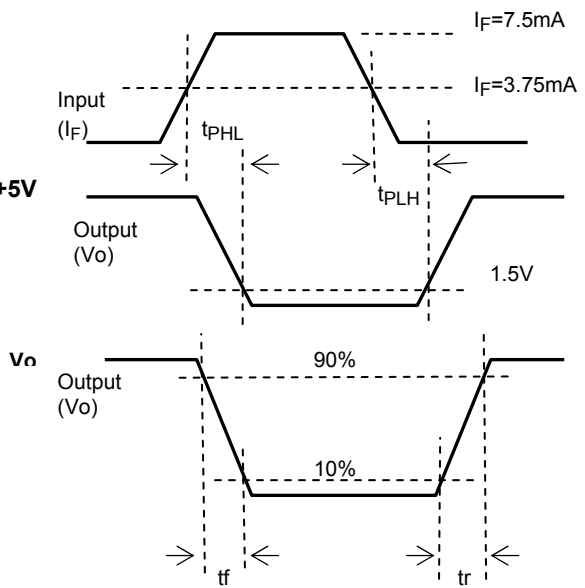 IF=7.5mA
IF=3.75mA
Input
(IF)
tPHL
+5V
tPLH
Output
(Vo)
1.5V
Vo
90%
Output
(Vo)
10%
tf
tr